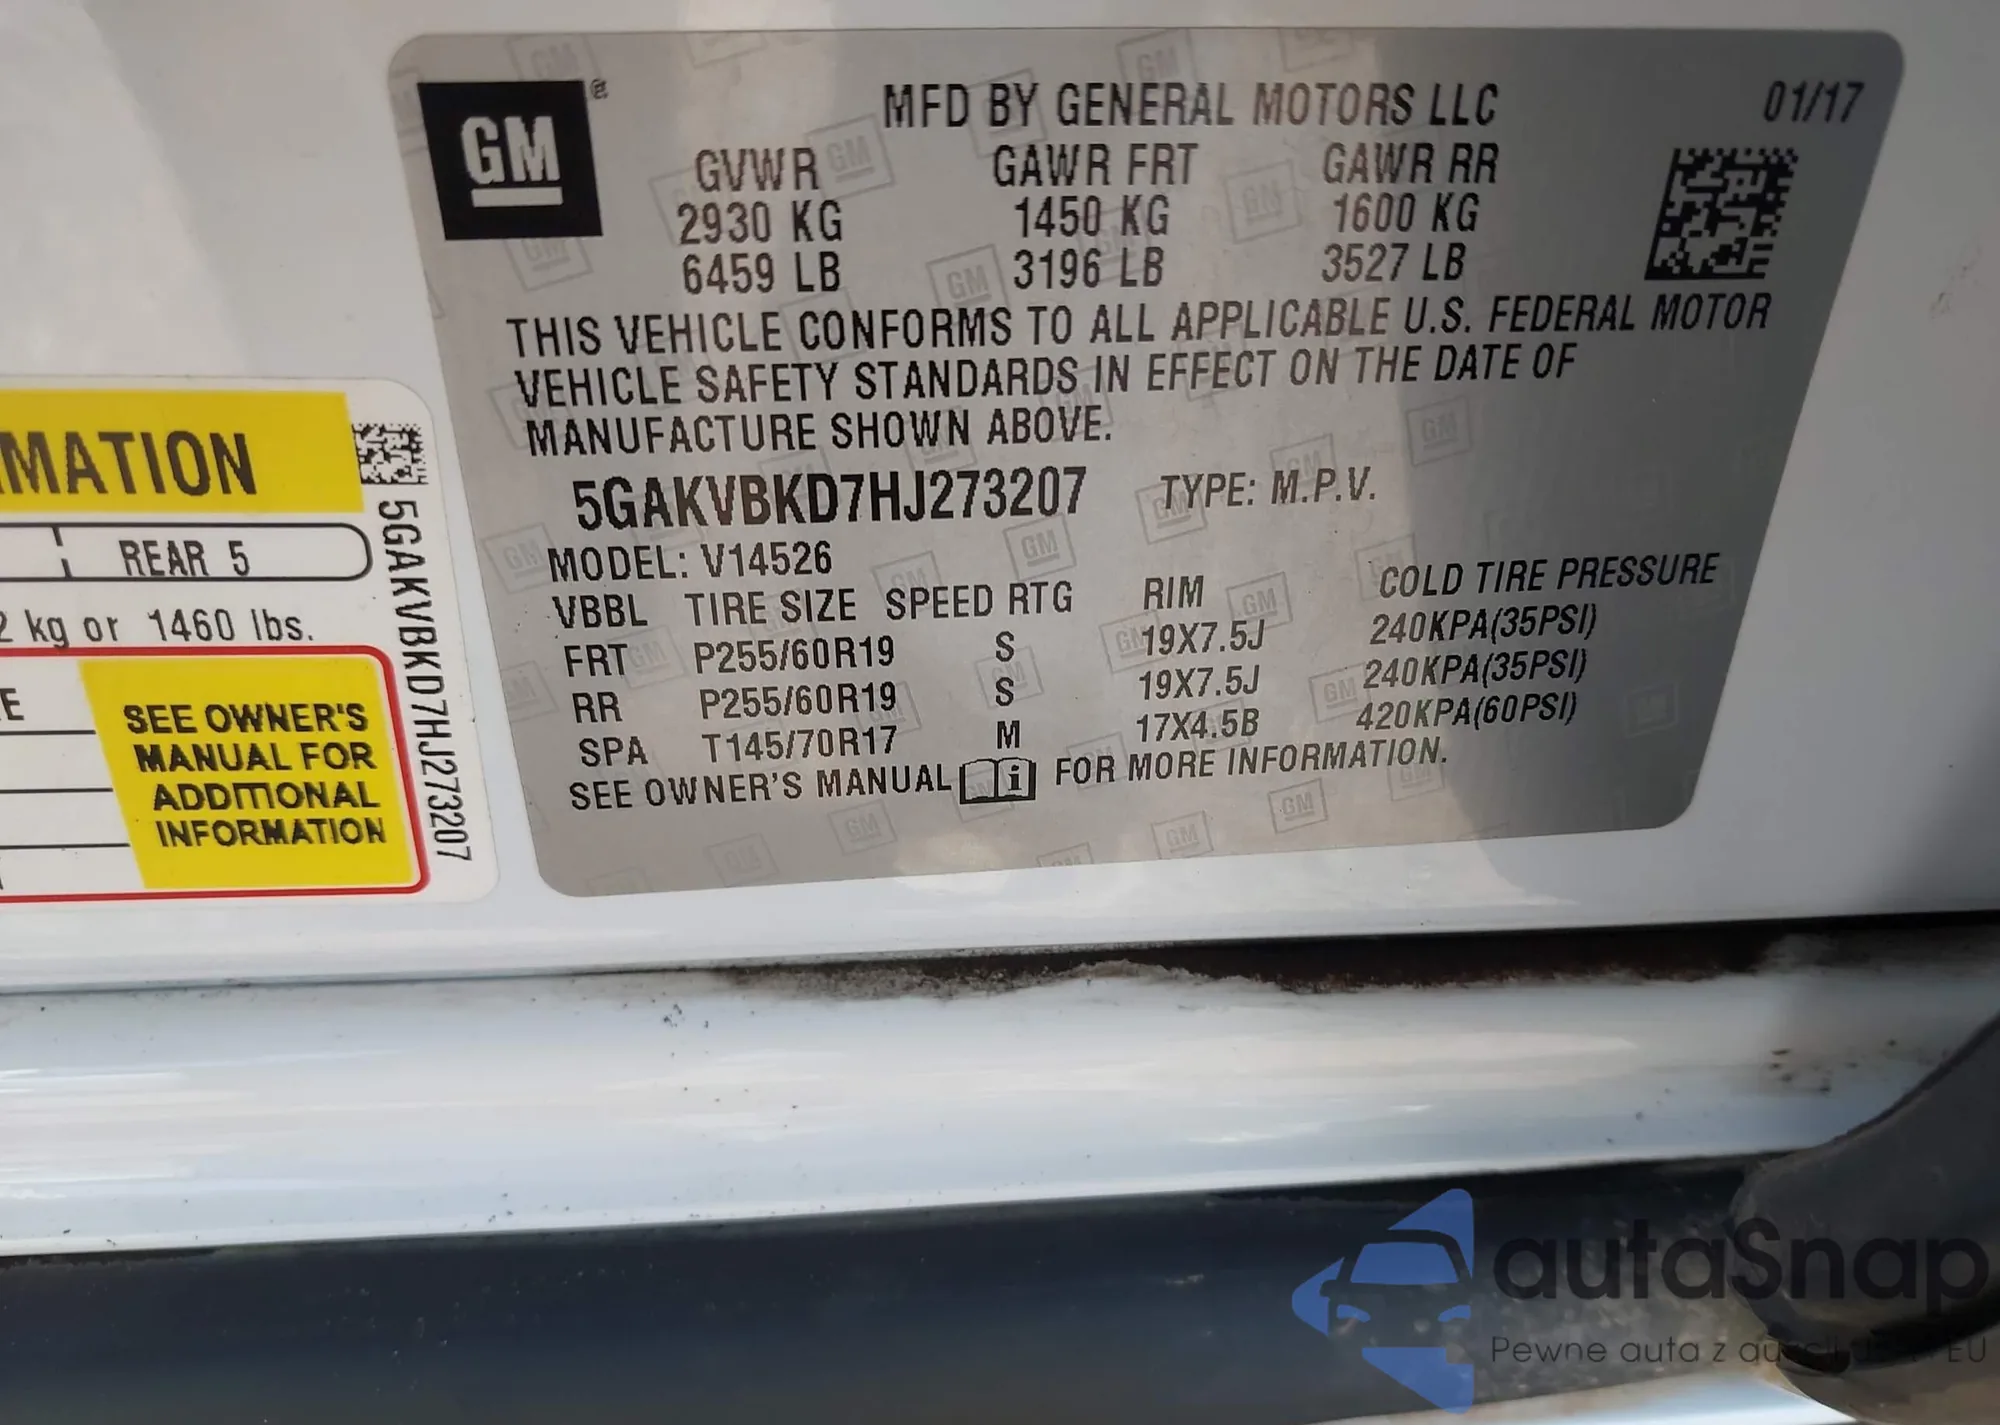 GM
®
MFD BY GENERAL MOTORS LLC
01/17
GVWR GAWR FRT GAWR RR
2930 KG 1450 KG 1600 KG
6459 LB 3196 LB 3527 LB
THIS VEHICLE CONFORMS TO ALL APPLICABLE U.S. FEDERAL MOTOR
VEHICLE SAFETY STANDARDS IN EFFECT ON THE DATE OF
MANUFACTURE SHOWN ABOVE.
5GAKVBKD7HJ273207 TYPE: M.P.V.
MODEL: V14526
VBBL TIRE SIZE SPEED RTG RIM COLD TIRE PRESSURE
FRT P255/60R19 S 19X7.5J 240KPA(35PSI)
RR P255/60R19 S 19X7.5J 240KPA(35PSI)
SPA T145/70R17 M 17X4.5B 420KPA(60PSI)
SEE OWNER'S MANUAL i FOR MORE INFORMATION.
MATION
REAR 5
2 kg or 1460 lbs.
E
SEE OWNER'S
MANUAL FOR
ADDITIONAL
INFORMATION
5GAKVBKD7HJ273207
autaSnap
Pewne auta z
EU